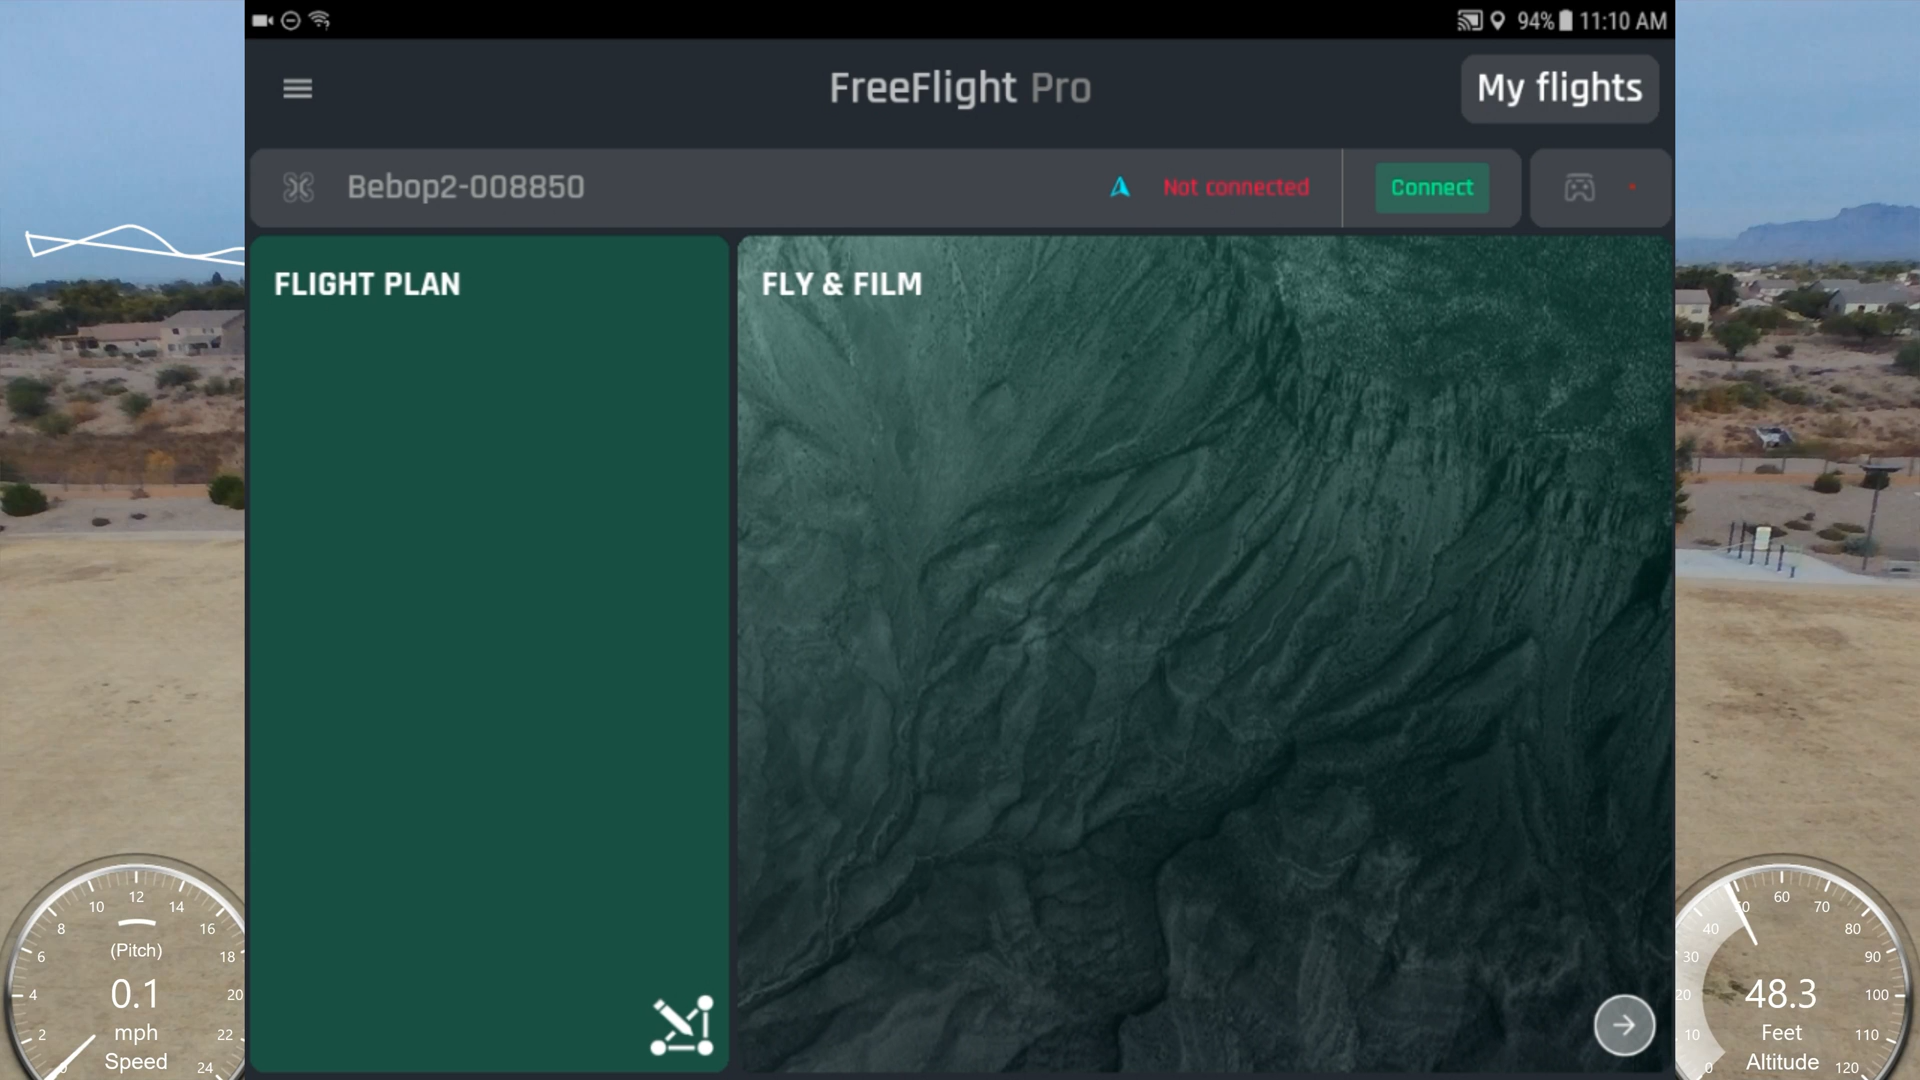 94% 11:10 AM
FreeFlight Pro
My flights
Bebop2-008850
Not connected
Connect
FLIGHT PLAN
FLY & FILM
2
4
6
8
10
12
14
16
18
20
22
24
(Pitch)
0.1
mph
Speed
0
10
20
30
40
50
60
70
80
90
100
110
120
48.3
Feet
Altitude